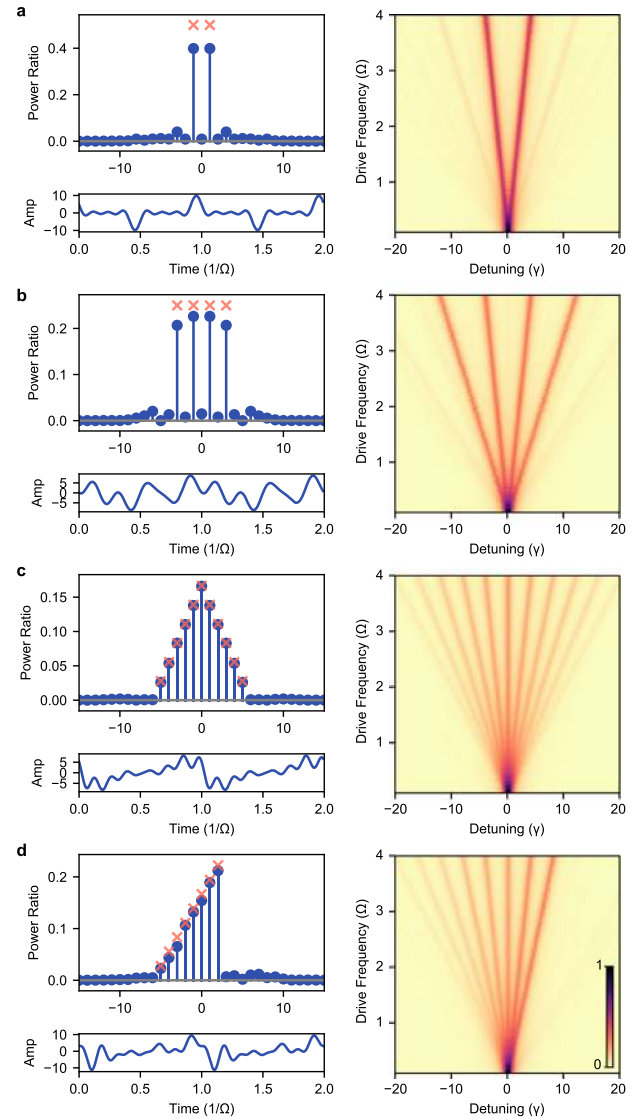 a
Power Ratio
0.4
0.2
0.0
−10 0 10
Amp
10
0
−10
0.0 0.5 1.0 1.5 2.0
Time (1/Ω)
Drive Frequency (Ω)
4
3
2
1
−20 −10 0 10 20
Detuning (γ)
b
Power Ratio
0.2
0.1
0.0
−10 0 10
Amp
5
0
−5
0.0 0.5 1.0 1.5 2.0
Time (1/Ω)
Drive Frequency (Ω)
4
3
2
1
−20 −10 0 10 20
Detuning (γ)
c
Power Ratio
0.15
0.10
0.05
0.00
−10 0 10
Amp
5
0
−5
0.0 0.5 1.0 1.5 2.0
Time (1/Ω)
Drive Frequency (Ω)
4
3
2
1
−20 −10 0 10 20
Detuning (γ)
d
Power Ratio
0.2
0.1
0.0
−10 0 10
Amp
10
0
−10
0.0 0.5 1.0 1.5 2.0
Time (1/Ω)
Drive Frequency (Ω)
4
3
2
1
−20 −10 0 10 20
Detuning (γ)
1
0